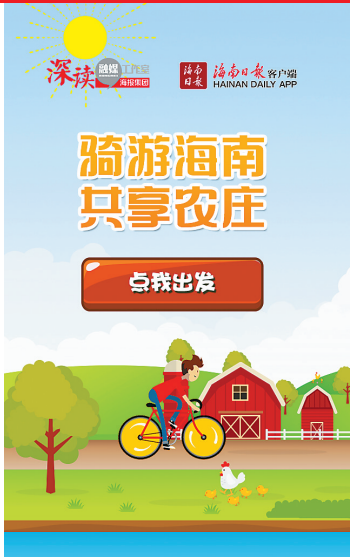 深读 融媒工作室
海报集团
海南日报 海南日报 客户端
HAINAN DAILY APP
骑游海南
共享农庄
点我出发